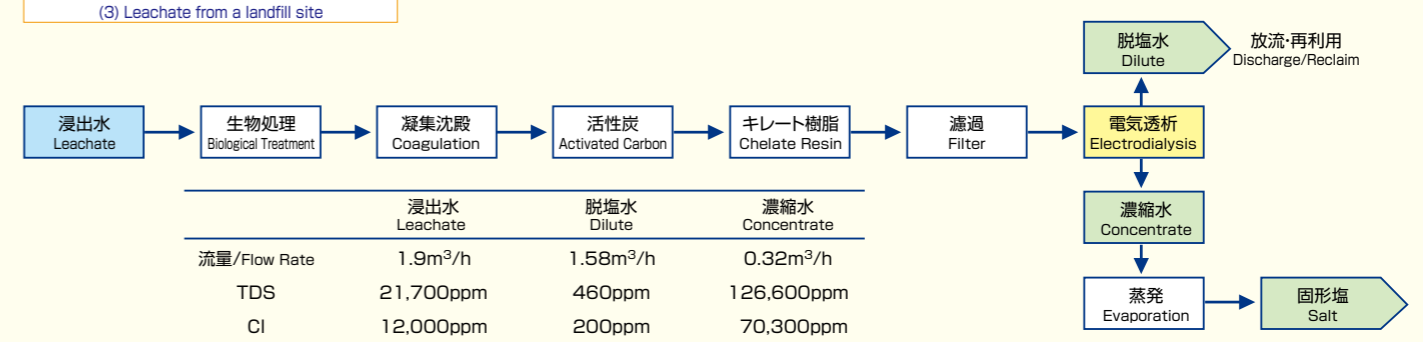 (3) Leachate from a landfill site
脱塩水
Dilute
放流・再利用
Discharge/Reclaim
浸出水
Leachate
生物処理
Biological Treatment
凝集沈殿
Coagulation
活性炭
Activated Carbon
キレート樹脂
Chelate Resin
濾過
Filter
電気透析
Electrodialysis
浸出水 脱塩水 濃縮水
Leachate Dilute Concentrate
流量/Flow Rate 1.9m³/h 1.58m³/h 0.32m³/h
TDS 21,700ppm 460ppm 126,600ppm
Cl 12,000ppm 200ppm 70,300ppm
濃縮水
Concentrate
蒸発
Evaporation
固形塩
Salt